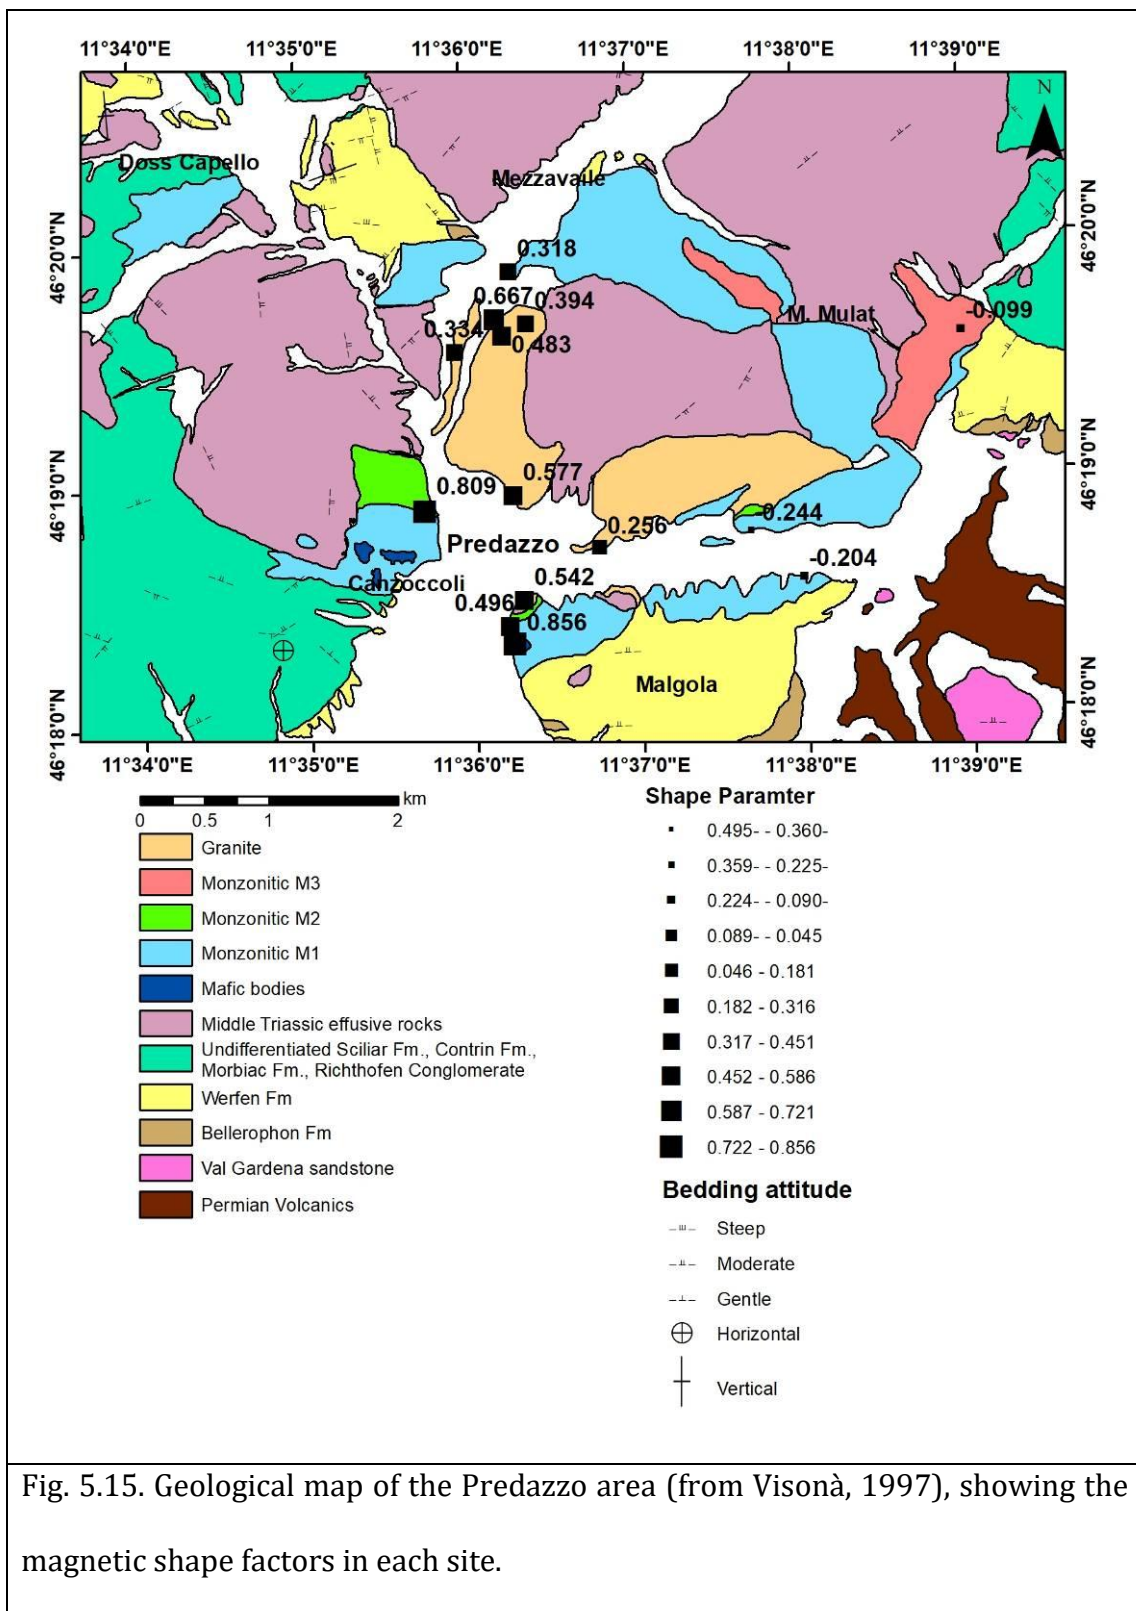 11°34'0"E 11°35'0"E 11°36'0"E 11°37'0"E 11°38'0"E 11°39'0"E
N
Doss Capello
Mezzavaile
46°20'0"N
46°20'0"N
0.318
0.667
0.394
M. Mulat
-0.099
0.334
0.483
46°19'0"N
46°19'0"N
0.577
0.809
-0.244
0.256
Predazzo
-0.204
Canzoccoli
0.542
0.496
0.856
Malgola
46°18'0"N
46°18'0"N
11°34'0"E 11°35'0"E 11°36'0"E 11°37'0"E 11°38'0"E 11°39'0"E
km
0 0.5 1 2
Granite
Monzonitic M3
Monzonitic M2
Monzonitic M1
Mafic bodies
Middle Triassic effusive rocks
Undifferentiated Sciliar Fm., Contrin Fm.,
Morbiac Fm., Richthofen Conglomerate
Werfen Fm
Bellerophon Fm
Val Gardena sandstone
Permian Volcanics
Shape Paramter
0.495- - 0.360-
0.359- - 0.225-
0.224- - 0.090-
0.089- - 0.045
0.046 - 0.181
0.182 - 0.316
0.317 - 0.451
0.452 - 0.586
0.587 - 0.721
0.722 - 0.856
Bedding attitude
Steep
Moderate
Gentle
Horizontal
Vertical
Fig. 5.15. Geological map of the Predazzo area (from Visonà, 1997), showing the
magnetic shape factors in each site.